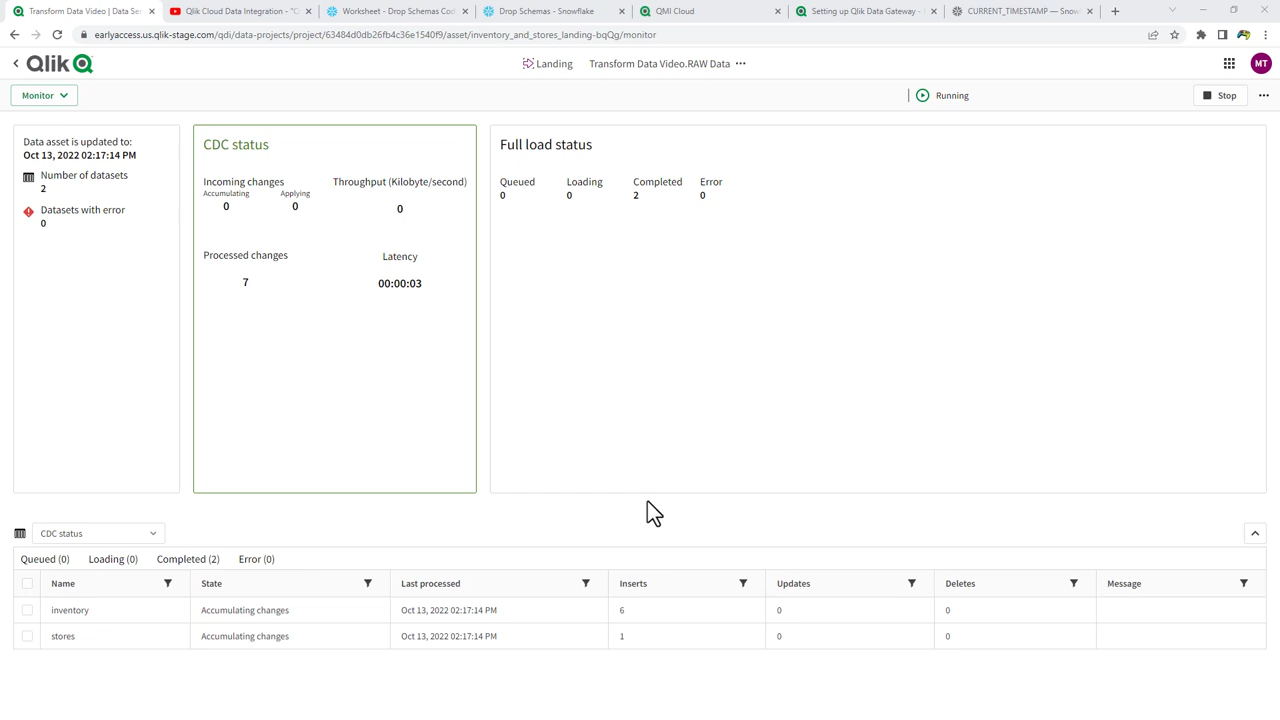 Transform Data Video | Data Se
Qlik Cloud Data Integration - "C
Worksheet - Drop Schemas Cod
Drop Schemas - Snowflake
QMI Cloud
Setting up Qlik Data Gateway -
CURRENT_TIMESTAMP — Snow
earlyaccess.us.qlik-stage.com/qdi/data-projects/project/63484d0db26fb4c36e1540f9/asset/inventory_and_stores_landing-bqQg/monitor
Qlik
Landing
Transform Data Video.RAW Data
MT
Monitor
Running
Stop
Data asset is updated to:
Oct 13, 2022 02:17:14 PM
Number of datasets
2
Datasets with error
0
CDC status
Incoming changes
Throughput (Kilobyte/second)
Accumulating
Applying
0
0
0
Processed changes
Latency
7
00:00:03
Full load status
Queued
Loading
Completed
Error
0
0
2
0
CDC status
Queued (0)
Loading (0)
Completed (2)
Error (0)
Name
State
Last processed
Inserts
Updates
Deletes
Message
inventory
Accumulating changes
Oct 13, 2022 02:17:14 PM
6
0
0
stores
Accumulating changes
Oct 13, 2022 02:17:14 PM
1
0
0